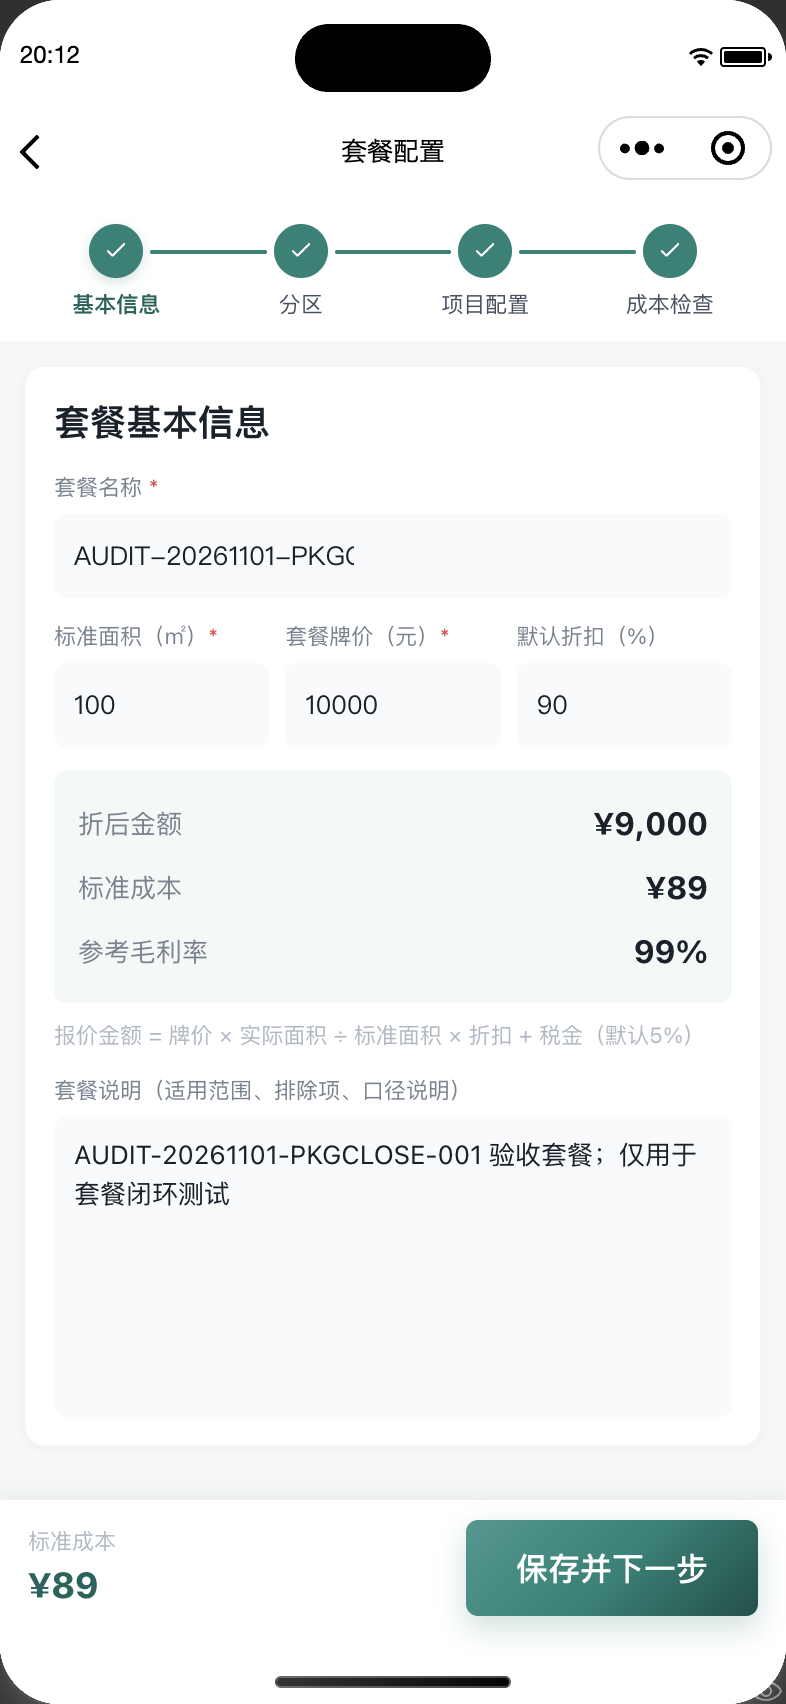 20:12
套餐配置
基本信息 分区 项目配置 成本检查
套餐基本信息
套餐名称 *
AUDIT-20261101-PKGC
标准面积（㎡）* 套餐牌价（元）* 默认折扣（%）
100 10000 90
折后金额 ¥9,000
标准成本 ¥89
参考毛利率 99%
报价金额 = 牌价 × 实际面积 ÷ 标准面积 × 折扣 + 税金（默认5%）
套餐说明（适用范围、排除项、口径说明）
AUDIT-20261101-PKGCLOSE-001 验收套餐；仅用于
套餐闭环测试
标准成本
¥89
保存并下一步